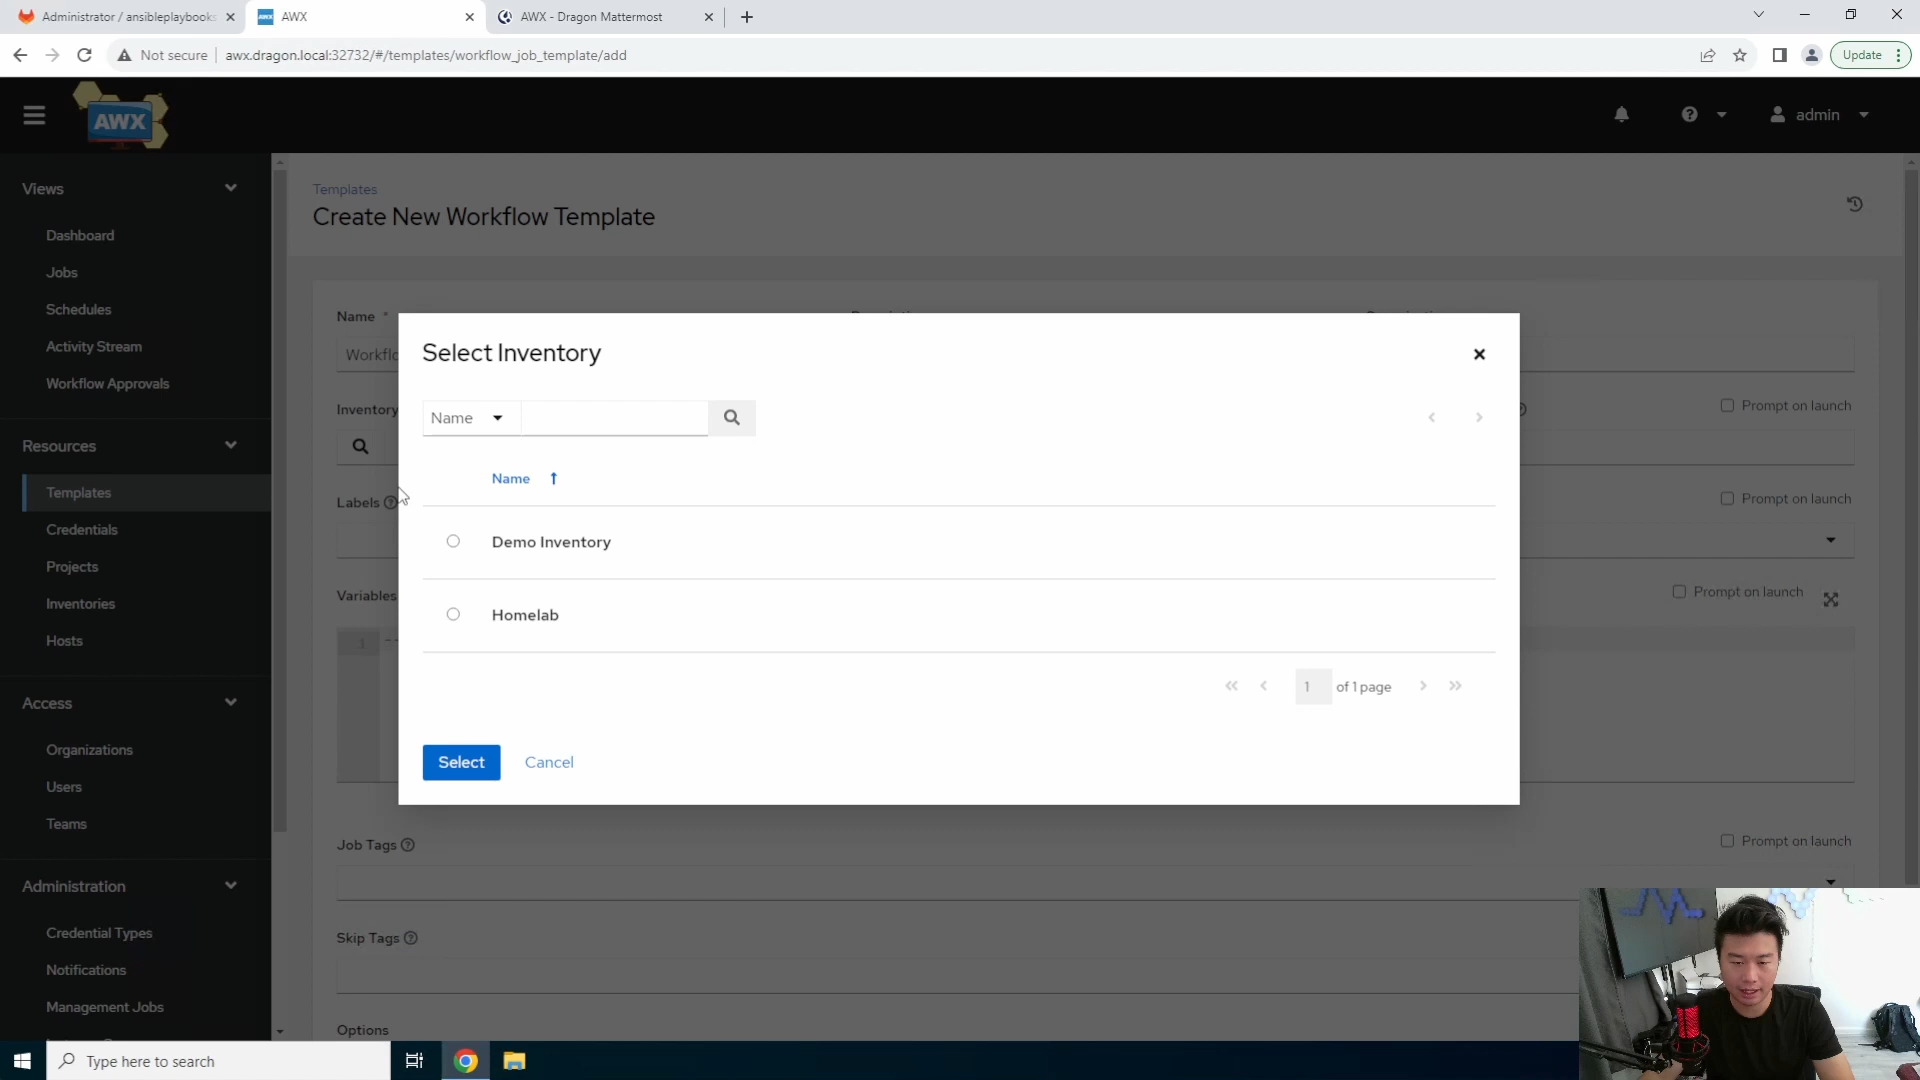 Administrator / ansibleplaybooks
AWX
AWX - Dragon Mattermost
Not secure
awx.dragon.local:32732/#/templates/workflow_job_template/add
Update
AWX
admin
Views
Dashboard
Jobs
Schedules
Activity Stream
Workflow Approvals
Resources
Templates
Credentials
Projects
Inventories
Hosts
Access
Organizations
Users
Teams
Administration
Credential Types
Notifications
Management Jobs
Templates
Create New Workflow Template
Name *
Workflo
Inventory
Prompt on launch
Labels
Prompt on launch
Variables
Prompt on launch
1
Select Inventory
Name
Name
Demo Inventory
Homelab
1 of 1 page
Select
Cancel
Job Tags
Prompt on launch
Skip Tags
Options
Type here to search